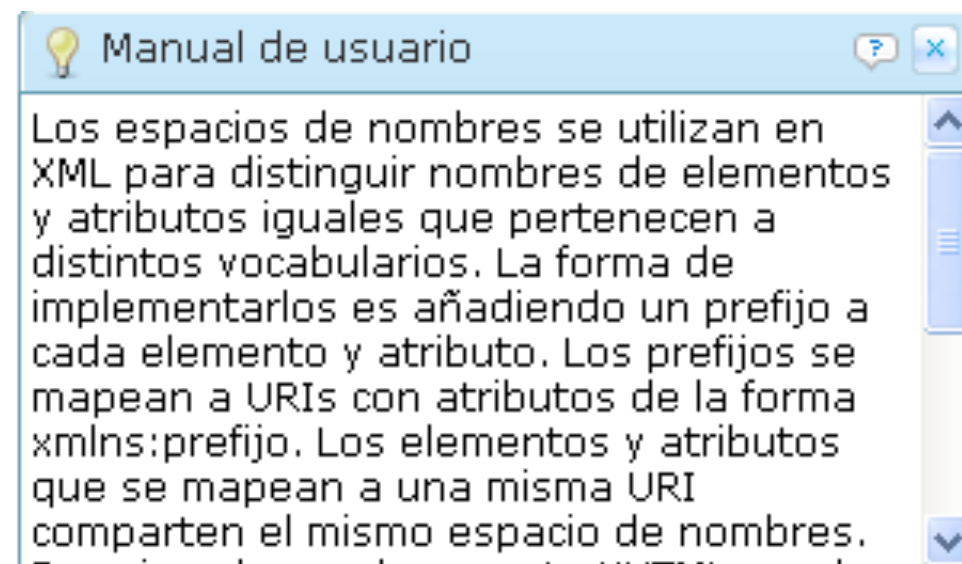 Manual de usuario
Los espacios de nombres se utilizan en
XML para distinguir nombres de elementos
y atributos iguales que pertenecen a
distintos vocabularios. La forma de
implementarlos es añadiendo un prefijo a
cada elemento y atributo. Los prefijos se
mapean a URIs con atributos de la forma
xmlns:prefijo. Los elementos y atributos
que se mapean a una misma URI
comparten el mismo espacio de nombres.